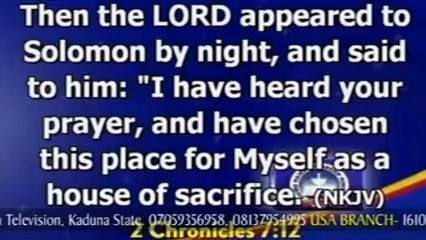 Then the LORD appeared to
Solomon by night, and said
to him: "I have heard your
prayer, and have chosen
this place for Myself as a
house of sacrifice. (NKJV)
Television, Kaduna State, 07059356958, 08137954995 USA BRANCH- 1610
2 Chronicles 7:12